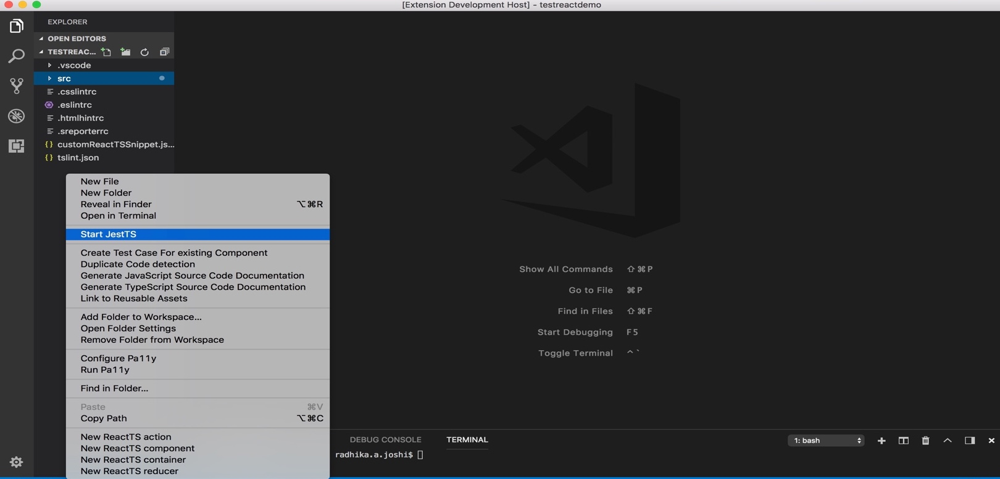 [Extension Development Host] - testreactdemo
EXPLORER
OPEN EDITORS
TESTREAC...
.vscode
src
.csslintrc
.eslintrc
.htmlhintrc
.sreporterrc
{ } customReactTSSnippet.js...
{ } tslint.json
New File
New Folder
Reveal in Finder ⌥⌘R
Open in Terminal
Start JestTS
Create Test Case For existing Component
Duplicate Code detection
Generate JavaScript Source Code Documentation
Generate TypeScript Source Code Documentation
Link to Reusable Assets
Add Folder to Workspace...
Open Folder Settings
Remove Folder from Workspace
Configure Pa11y
Run Pa11y
Find in Folder...
Paste ⌘V
Copy Path ⌥⌘C
New ReactTS action
New ReactTS component
New ReactTS container
New ReactTS reducer
Show All Commands ⇧⌘P
Go to File ⌘P
Find in Files ⇧⌘F
Start Debugging F5
Toggle Terminal ^`
DEBUG CONSOLE TERMINAL 1: bash
radhika.a.joshi$